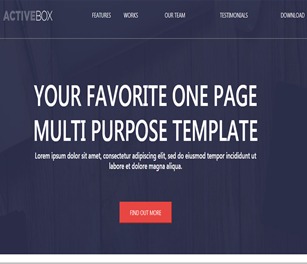 ACTIVEBOX
FEATURES WORKS OUR TEAM TESTIMONIALS DOWNLOAD
YOUR FAVORITE ONE PAGE
MULTI PURPOSE TEMPLATE
Lorem ipsum dolor sit amet, consectetur adipiscing elit, sed do eiusmod tempor incididunt ut
labore et dolore magna aliqua.
FIND OUT MORE